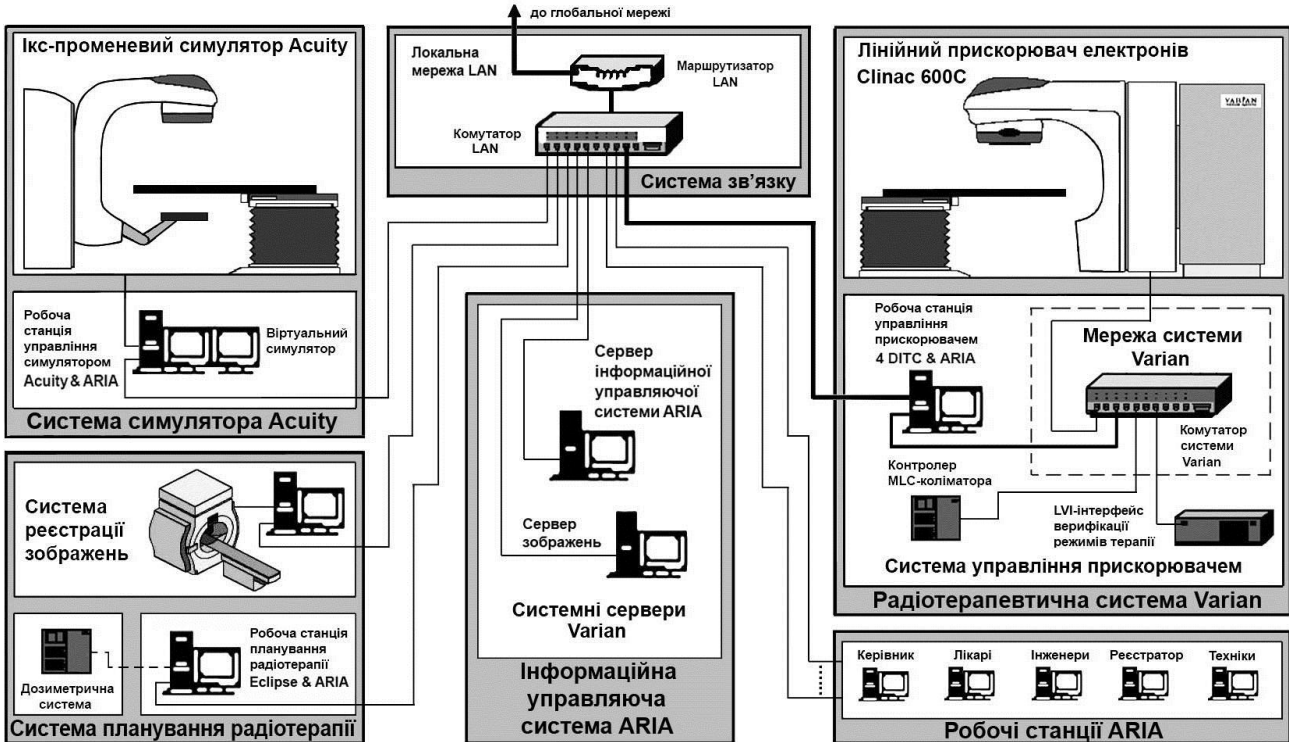 до глобальної мережі
Ікс-променевий симулятор Acuity
Робоча
станція
управління
симулятором
Acuity & ARIA
Віртуальний
симулятор
Система симулятора Acuity
Локальна
мережа LAN
Маршрутизатор
LAN
Комутатор
LAN
Система зв’язку
Лінійний прискорювач електронів
Clinac 600C
VARIAN
Робоча станція
управління
прискорювачем
4 DITC & ARIA
Мережа системи
Varian
Комутатор
системи
Varian
Контролер
MLC-коліматора
LVI-інтерфейс
верифікації
режимів терапії
Система управління прискорювачем
Радіотерапевтична система Varian
Система
реєстрації
зображень
Дозиметрична
система
Робоча станція
планування
радіотерапії
Eclipse & ARIA
Система планування радіотерапії
Сервер
інформаційної
управляючої
системи ARIA
Сервер
зображень
Системні сервери
Varian
Інформаційна
управляюча
система ARIA
Керівник
Лікарі
Інженери
Реєстратор
Техніки
Робочі станції ARIA